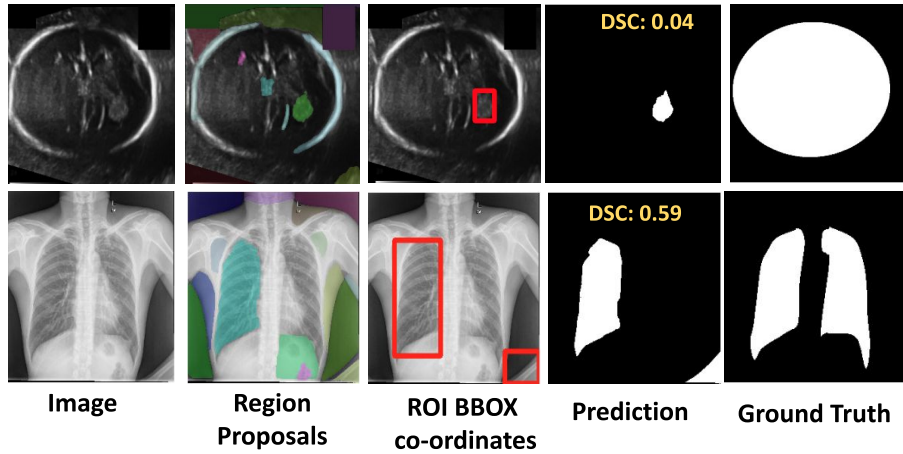 DSC: 0.04
DSC: 0.59
Image
Region
Proposals
ROI BBOX
co-ordinates
Prediction
Ground Truth